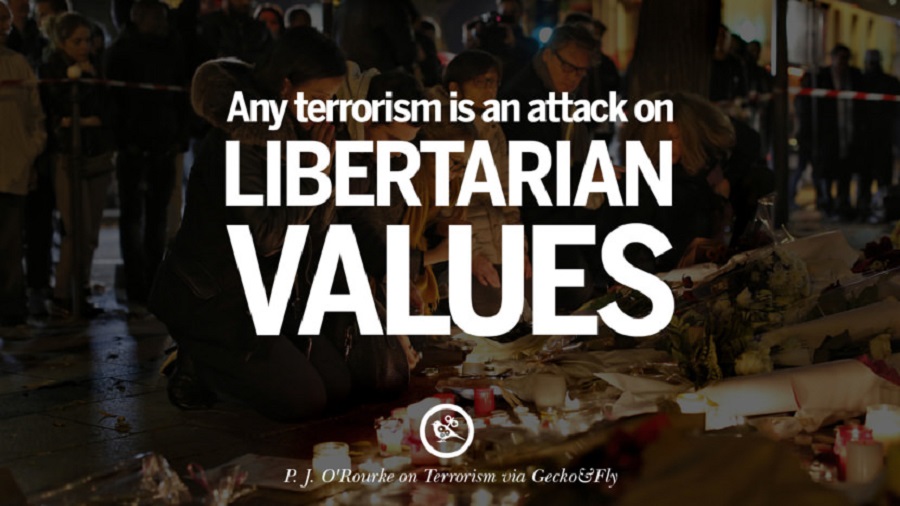 Any terrorism is an attack on
LIBERTARIAN
VALUES
P. J. O'Rourke on Terrorism via Gecko&Fly